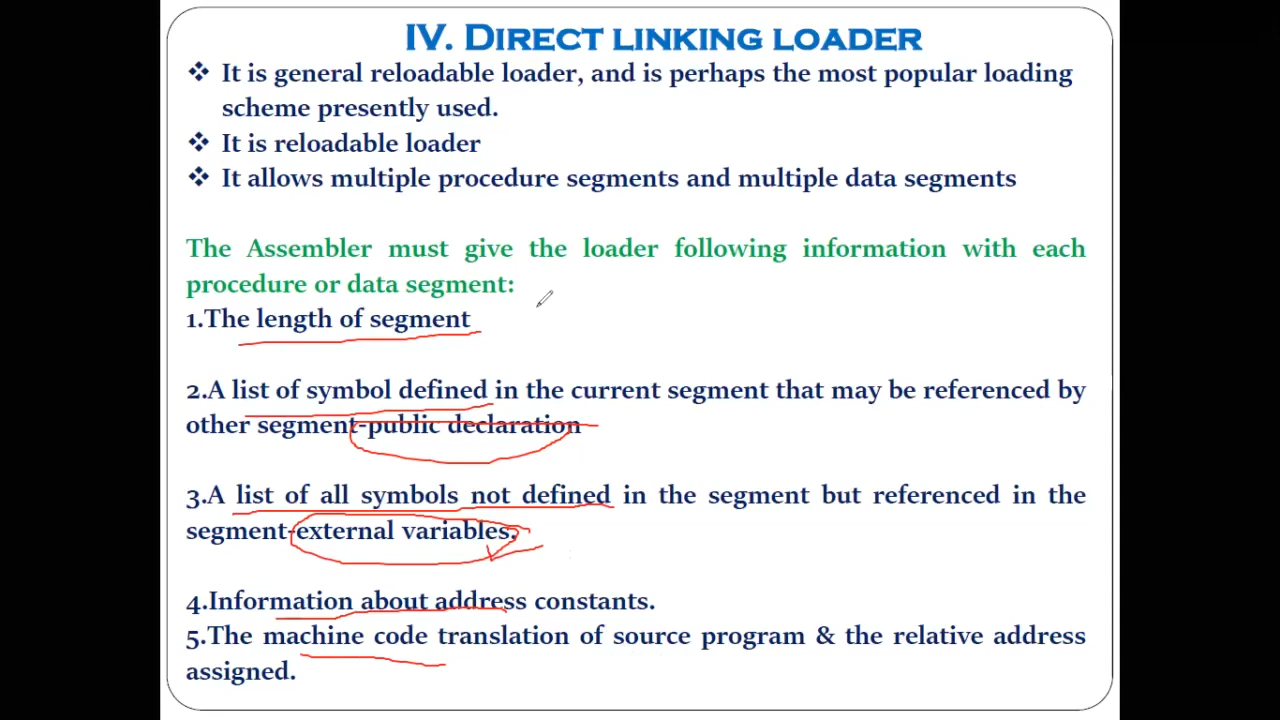 IV. DIRECT LINKING LOADER
❖ It is general reloadable loader, and is perhaps the most popular loading
scheme presently used.
❖ It is reloadable loader
❖ It allows multiple procedure segments and multiple data segments
The Assembler must give the loader following information with each
procedure or data segment:
1.The length of segment
2.A list of symbol defined in the current segment that may be referenced by
other segment-public declaration
3.A list of all symbols not defined in the segment but referenced in the
segment-external variables.
4.Information about address constants.
5.The machine code translation of source program & the relative address
assigned.